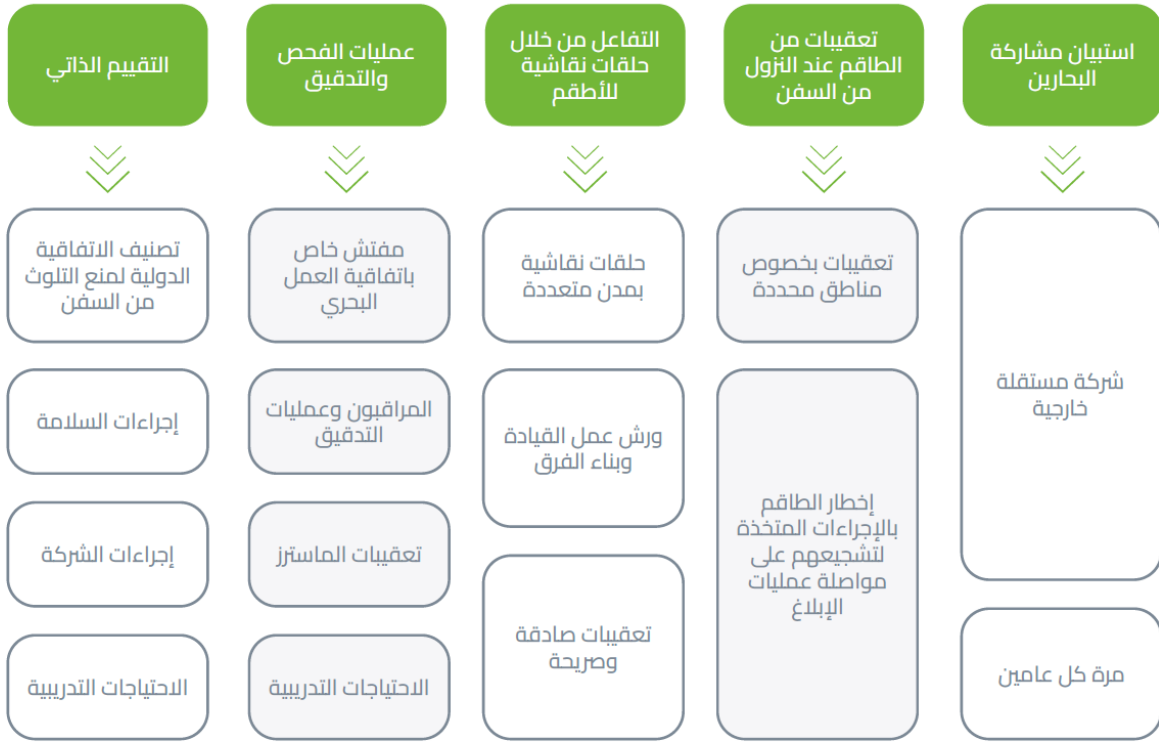 استبيان مشاركة
البحارين
تعقيبات من
الطاقم عند النزول
من السفن
التفاعل من خلال
حلقات نقاشية
للأطقم
عمليات الفحص
والتدقيق
التقييم الذاتي
شركة مستقلة
خارجية
مرة كل عامين
تعقيبات بخصوص
مناطق محددة
إخطار الطاقم
بالإجراءات المتخذة
لتشجيعهم على
مواصلة عمليات
الإبلاغ
حلقات نقاشية
بمدن متعددة
ورش عمل القيادة
وبناء الفرق
تعقيبات صادقة
وصريحة
مفتش خاص
باتفاقية العمل
البحري
المراقبون وعمليات
التدقيق
تعقيبات الماسترز
الاحتياجات التدريبية
تصنيف الاتفاقية
الدولية لمنع التلوث
من السفن
إجراءات السلامة
إجراءات الشركة
الاحتياجات التدريبية